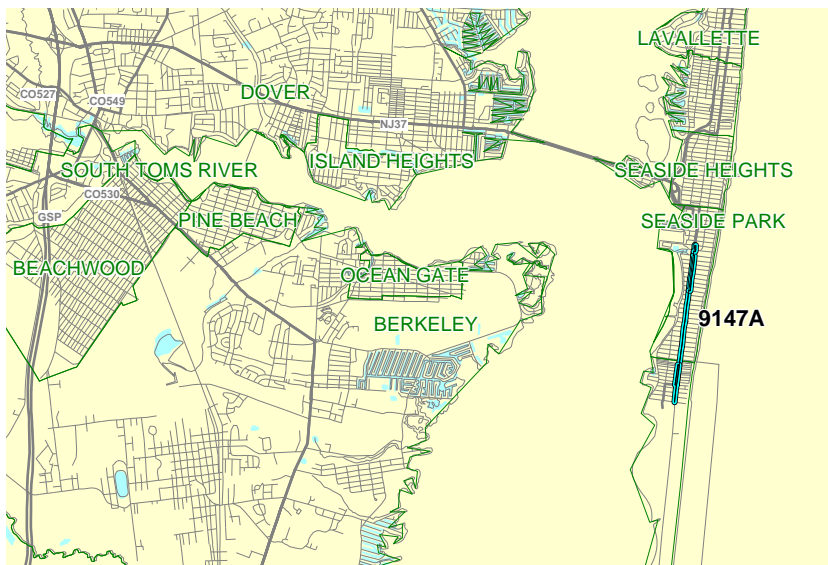 LAVALLETTE
CO527
CO549
DOVER
NJ37
SOUTH TOMS RIVER
ISLAND HEIGHTS
SEASIDE HEIGHTS
CO530
GSP
PINE BEACH
SEASIDE PARK
BEACHWOOD
OCEAN GATE
BERKELEY
9147A